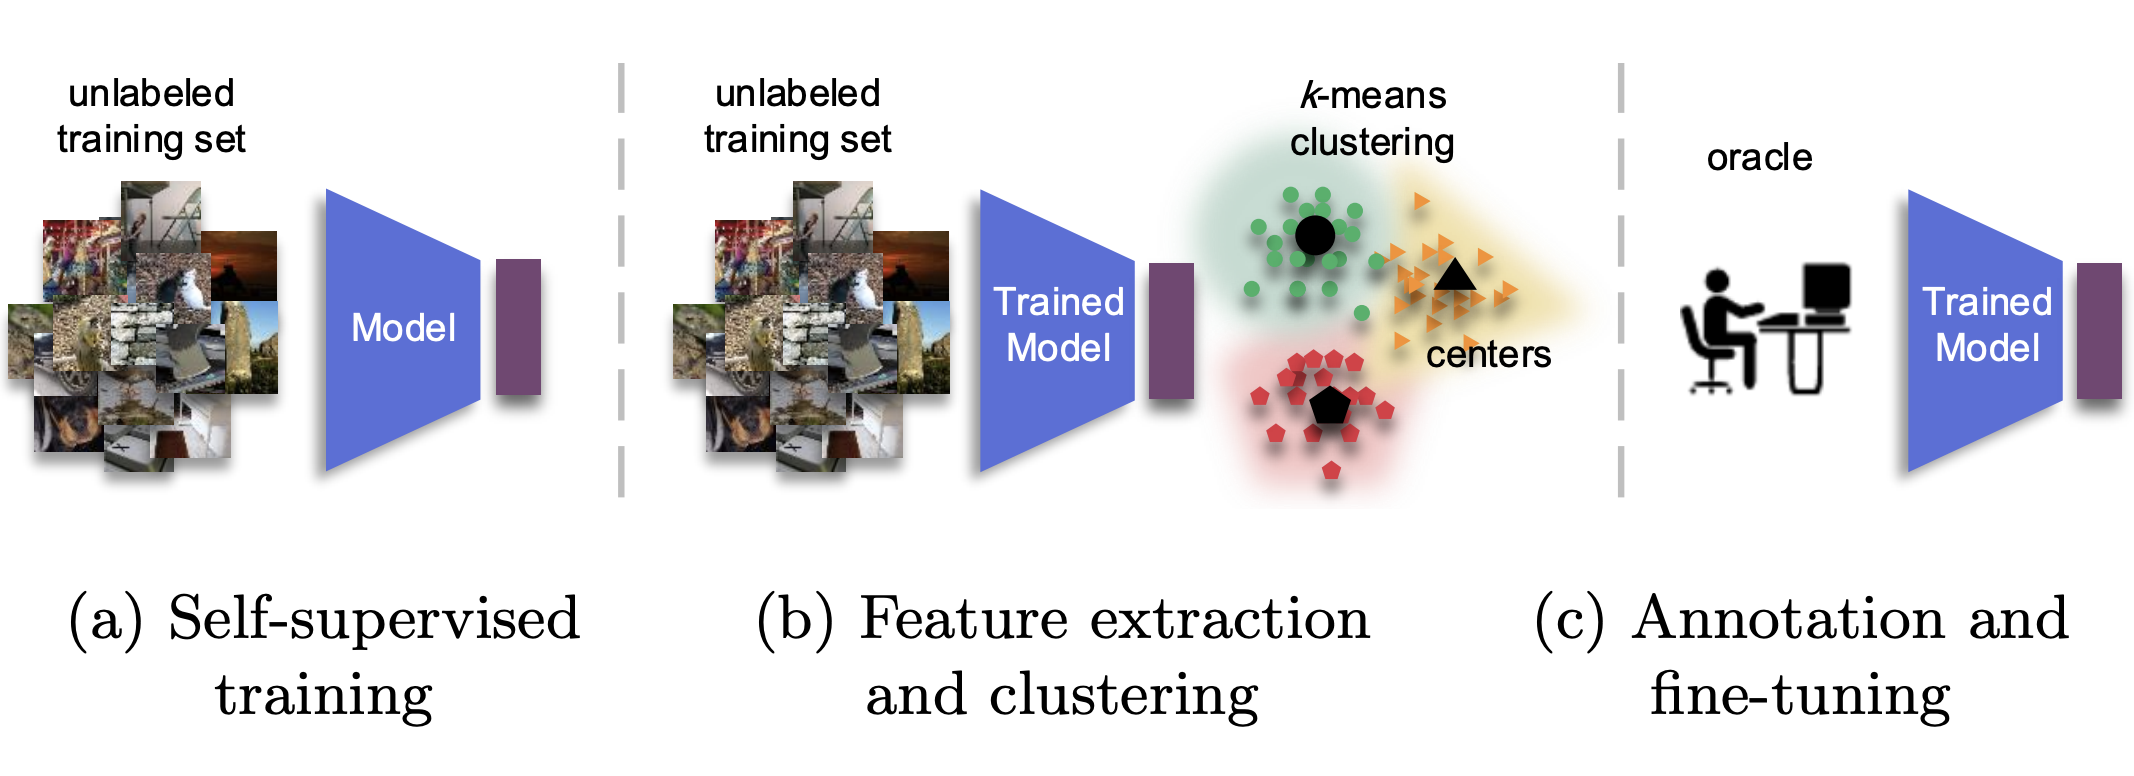 unlabeled
training set
Model
(a) Self-supervised
training
unlabeled
training set
Trained
Model
k-means
clustering
centers
(b) Feature extraction
and clustering
oracle
Trained
Model
(c) Annotation and
fine-tuning